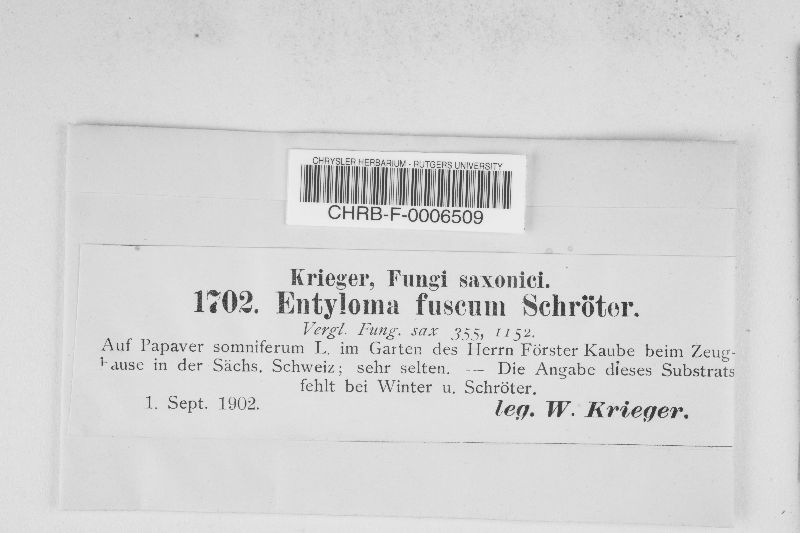 CHRYSLER HERBARIUM - RUTGERS UNIVERSITY
CHRB-F-0006509
Krieger, Fungi saxonici.
1702. Entyloma fuscum Schröter.
Vergl. Fung. sax 355, 1152.
Auf Papaver somniferum L. im Garten des Herrn Förster Kaube beim Zeug-
hause in der Sächs. Schweiz; sehr selten. — Die Angabe dieses Substrats
fehlt bei Winter u. Schröter.
1. Sept. 1902.
leg. W. Krieger.